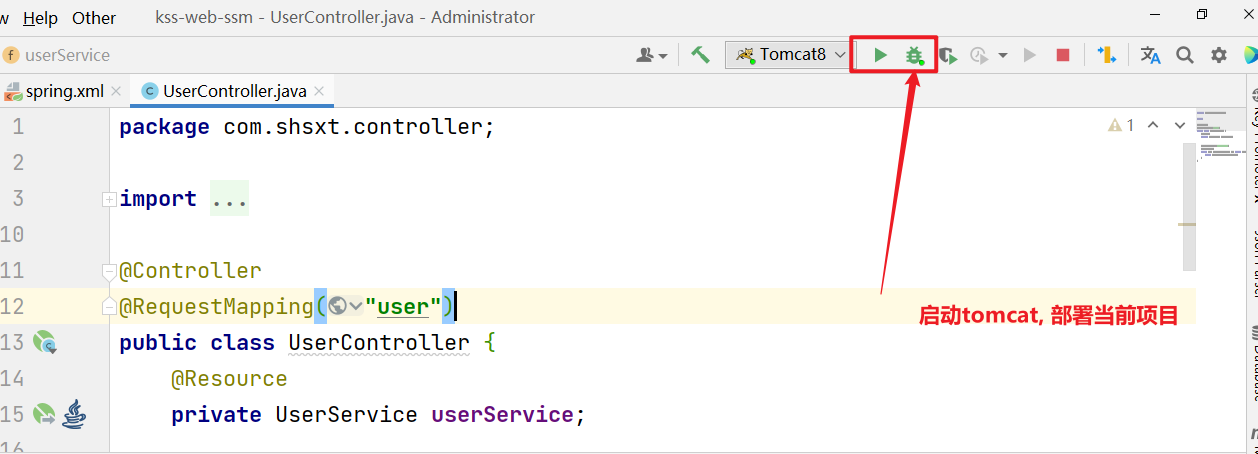 Help Other kss-web-ssm - UserController.java - Administrator
userService Tomcat8
spring.xml UserController.java
1 package com.shsxt.controller; 1
2
3 import ...
10
11 @Controller
12 @RequestMapping("user")
13 public class UserController {
14 @Resource
15 private UserService userService;
启动tomcat, 部署当前项目
Database